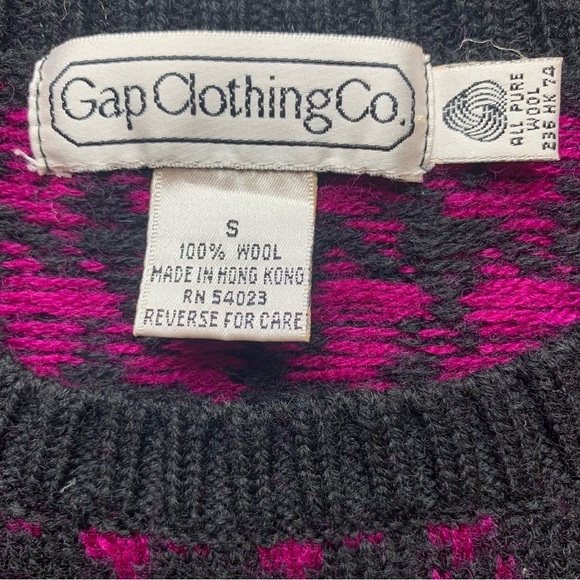 Gap Clothing Co.
ALL PURE
WOOL
236 HK 74
S
100% WOOL
MADE IN HONG KONG
RN 54023
REVERSE FOR CARE